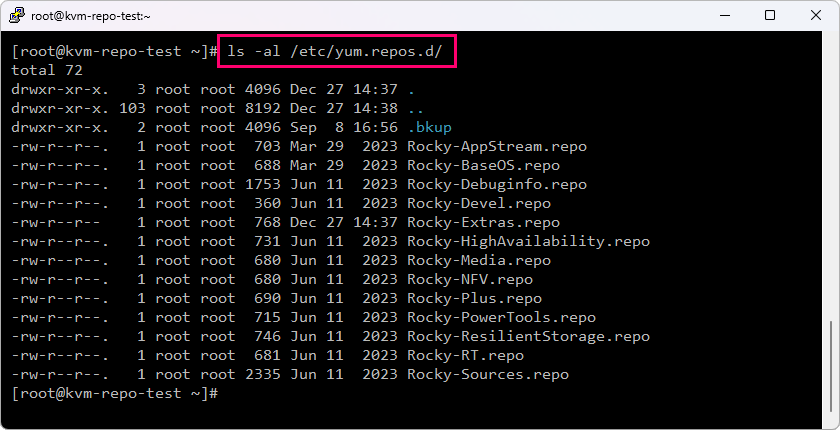 root@kvm-repo-test:~
[root@kvm-repo-test ~]# ls -al /etc/yum.repos.d/
total 72
drwxr-xr-x.   3 root root 4096 Dec 27 14:37 .
drwxr-xr-x. 103 root root 8192 Dec 27 14:38 ..
drwxr-xr-x.   2 root root 4096 Sep  8 16:56 .bkup
-rw-r--r--.   1 root root  703 Mar 29  2023 Rocky-AppStream.repo
-rw-r--r--.   1 root root  688 Mar 29  2023 Rocky-BaseOS.repo
-rw-r--r--.   1 root root 1753 Jun 11  2023 Rocky-Debuginfo.repo
-rw-r--r--.   1 root root  360 Jun 11  2023 Rocky-Devel.repo
-rw-r--r--    1 root root  768 Dec 27 14:37 Rocky-Extras.repo
-rw-r--r--.   1 root root  731 Jun 11  2023 Rocky-HighAvailability.repo
-rw-r--r--.   1 root root  680 Jun 11  2023 Rocky-Media.repo
-rw-r--r--.   1 root root  680 Jun 11  2023 Rocky-NFV.repo
-rw-r--r--.   1 root root  690 Jun 11  2023 Rocky-Plus.repo
-rw-r--r--.   1 root root  715 Jun 11  2023 Rocky-PowerTools.repo
-rw-r--r--.   1 root root  746 Jun 11  2023 Rocky-ResilientStorage.repo
-rw-r--r--.   1 root root  681 Jun 11  2023 Rocky-RT.repo
-rw-r--r--.   1 root root 2335 Jun 11  2023 Rocky-Sources.repo
[root@kvm-repo-test ~]#